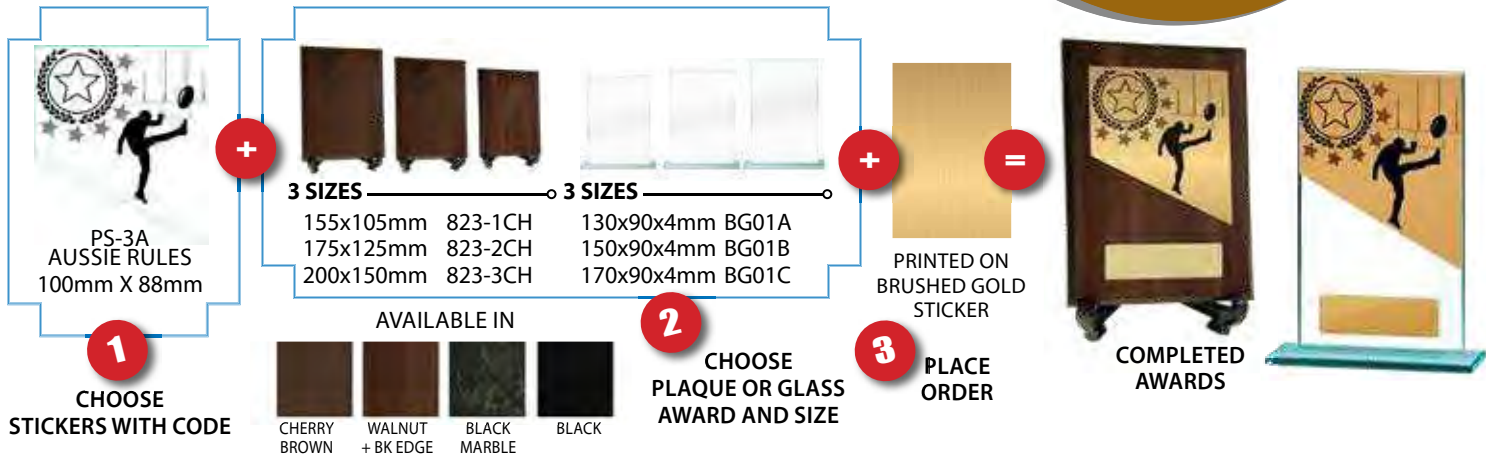 PS-3A
AUSSIE RULES
100mm X 88mm
1
CHOOSE
STICKERS WITH CODE
+
3 SIZES
155x105mm 823-1CH
175x125mm 823-2CH
200x150mm 823-3CH
3 SIZES
130x90x4mm BG01A
150x90x4mm BG01B
170x90x4mm BG01C
AVAILABLE IN
CHERRY
BROWN
WALNUT
+ BK EDGE
BLACK
MARBLE
BLACK
2
CHOOSE
PLAQUE OR GLASS
AWARD AND SIZE
+
PRINTED ON
BRUSHED GOLD
STICKER
3
PLACE
ORDER
=
COMPLETED
AWARDS